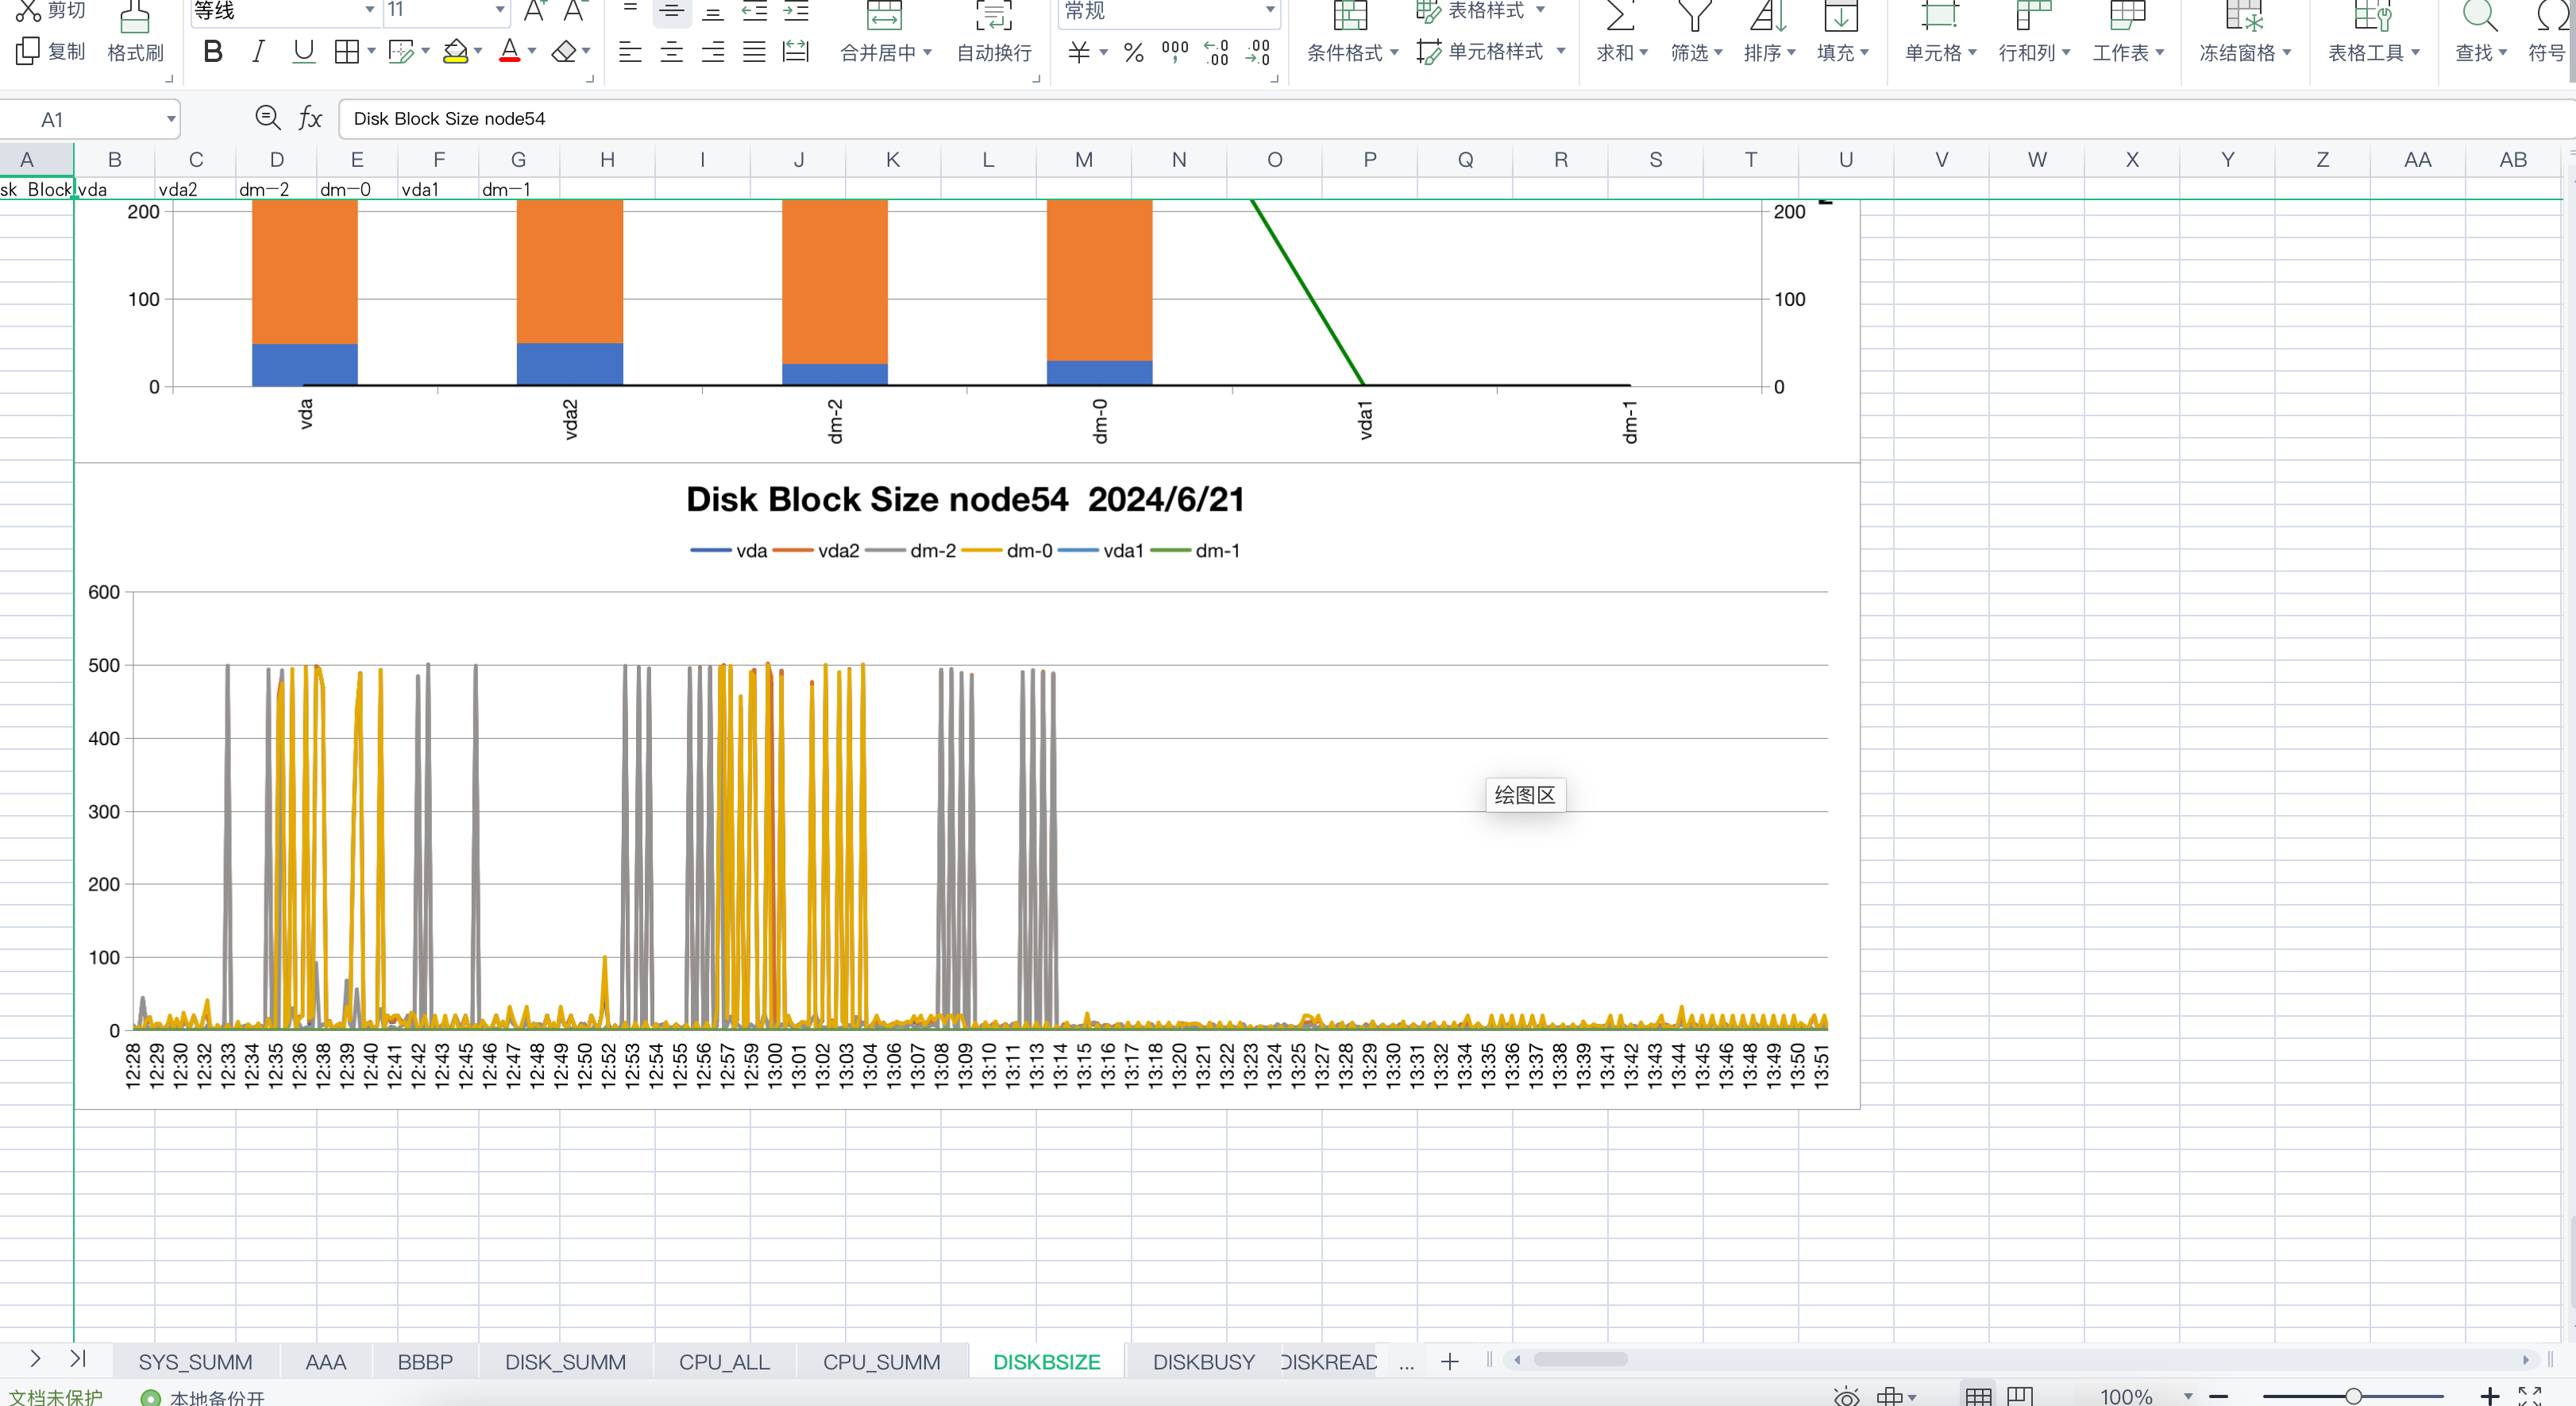 剪切 等线 11 A+ A- 常规 表格样式
复制 格式刷 B I U A 合并居中 自动换行 ¥ % 000 ←.0 .00 .00 →.0 条件格式 单元格样式 求和 筛选 排序 填充 单元格 行和列 工作表 冻结窗格 表格工具 查找 符号
A1 fx Disk Block Size node54
A B C D E F G H I J K L M N O P Q R S T U V W X Y Z AA AB
sk Block vda vda2 dm-2 dm-0 vda1 dm-1
200 200
100 100
0 0
vda vda2 dm-2 dm-0 vda1 dm-1
Disk Block Size node54 2024/6/21
vda vda2 dm-2 dm-0 vda1 dm-1
600
500
400
300
绘图区
200
100
0
12:28 12:29 12:30 12:32 12:33 12:34 12:35 12:36 12:38 12:39 12:40 12:41 12:42 12:43 12:45 12:46 12:47 12:48 12:49 12:50 12:52 12:53 12:54 12:55 12:56 12:57 12:59 13:00 13:01 13:02 13:03 13:04 13:06 13:07 13:08 13:09 13:10 13:11 13:13 13:14 13:15 13:16 13:17 13:18 13:20 13:21 13:22 13:23 13:24 13:25 13:27 13:28 13:29 13:30 13:31 13:32 13:34 13:35 13:36 13:37 13:38 13:39 13:41 13:42 13:43 13:44 13:45 13:46 13:48 13:49 13:50 13:51
SYS_SUMM AAA BBBP DISK_SUMM CPU_ALL CPU_SUMM DISKBSIZE DISKBUSY DISKREAD ... +
文档未保护 本地备份开 100%